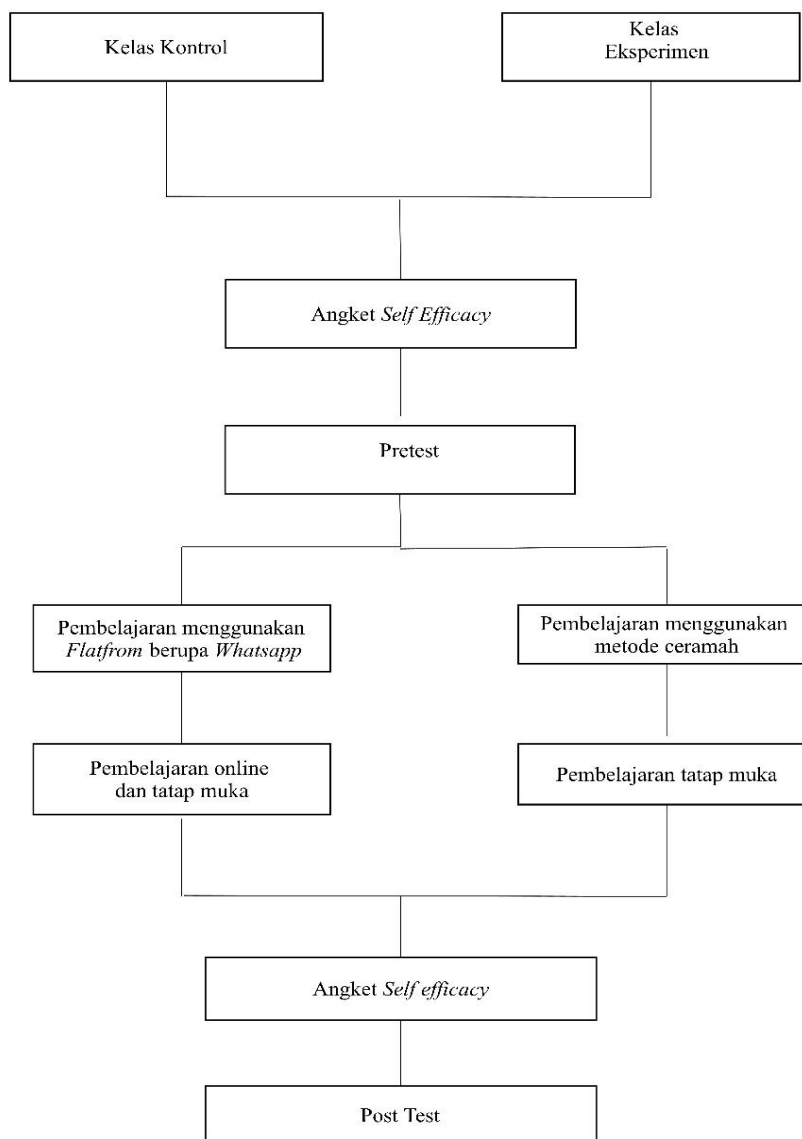 Kelas Kontrol
Kelas
Eksperimen
Angket Self Efficacy
Pretest
Pembelajaran menggunakan
Flatfrom berupa Whatsapp
Pembelajaran menggunakan
metode ceramah
Pembelajaran online
dan tatap muka
Pembelajaran tatap muka
Angket Self efficacy
Post Test